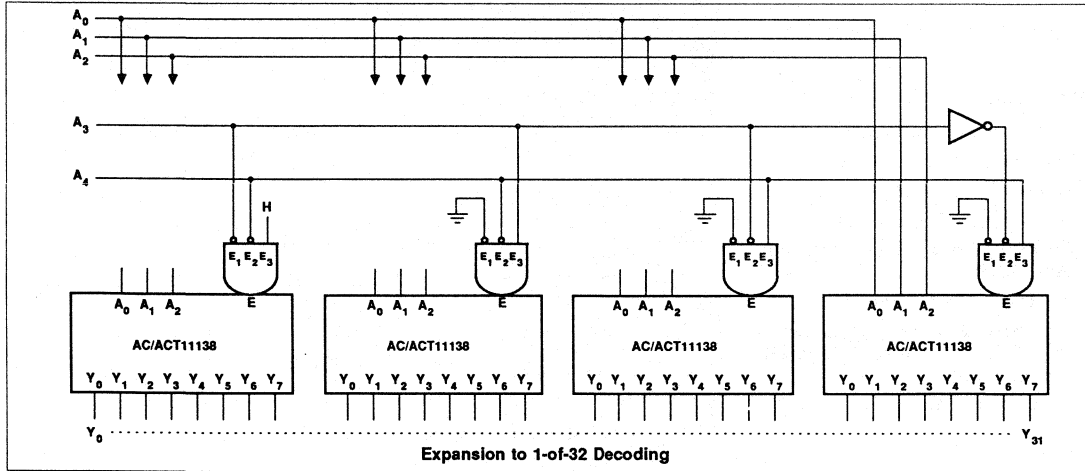 A0
A1
A2
A3
A4
H
E1 E2 E3
E1 E2 E3
E1 E2 E3
E1 E2 E3
A0 A1 A2 E
A0 A1 A2 E
A0 A1 A2 E
A0 A1 A2 E
AC/ACT11138
AC/ACT11138
AC/ACT11138
AC/ACT11138
Y0 Y1 Y2 Y3 Y4 Y5 Y6 Y7
Y0 Y1 Y2 Y3 Y4 Y5 Y6 Y7
Y0 Y1 Y2 Y3 Y4 Y5 Y6 Y7
Y0 Y1 Y2 Y3 Y4 Y5 Y6 Y7
Y0 Y31
Expansion to 1-of-32 Decoding